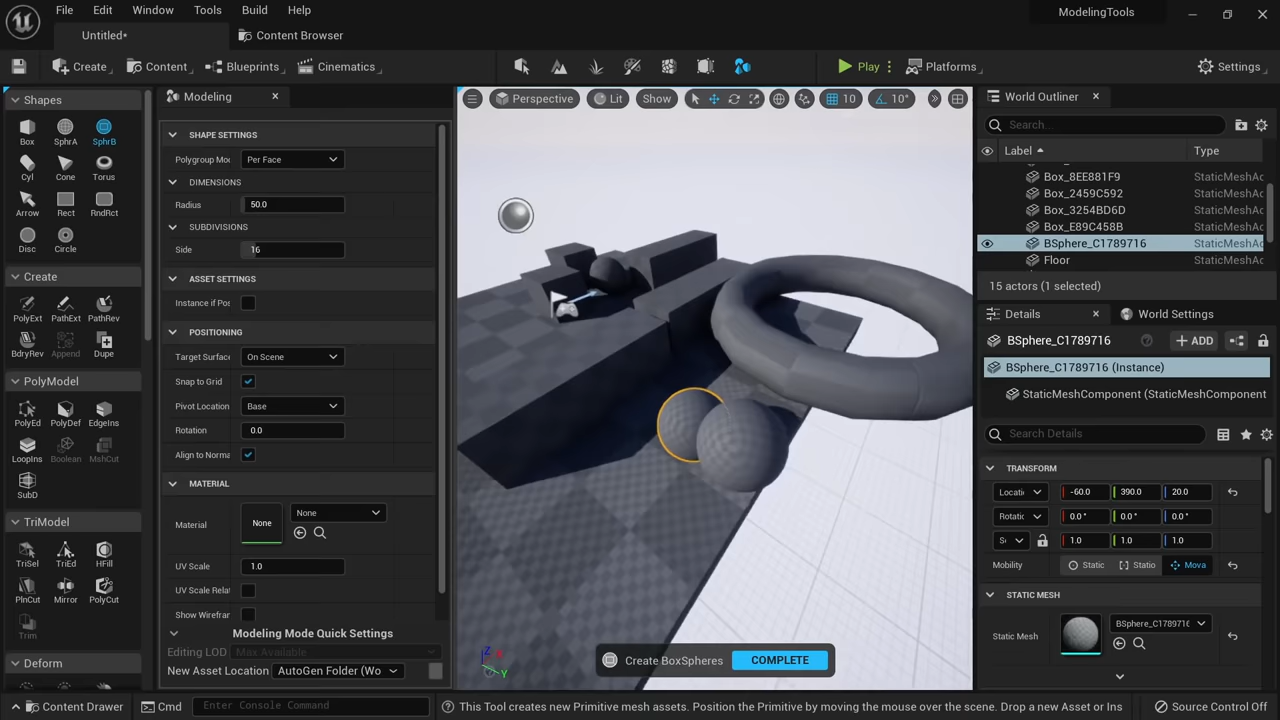 File Edit Window Tools Build Help ModelingTools
Untitled* Content Browser
Create Content Blueprints Cinematics Play Platforms Settings
Shapes
Box SphrA SphrB
Cyl Cone Torus
Arrow Rect RndRct
Disc Circle
Create
PolyExt PathExt PathRev
BdryRev Append Dupe
PolyModel
PolyEd PolyDef EdgeIns
LoopIns Boolean MshCut
SubD
TriModel
TriSel TriEd HFill
PlnCut Mirror PolyCut
Trim
Deform
Modeling
SHAPE SETTINGS
Polygroup Mo Per Face
DIMENSIONS
Radius 50.0
SUBDIVISIONS
Side 16
ASSET SETTINGS
Instance if Pos
POSITIONING
Target Surfac On Scene
Snap to Grid
Pivot Location Base
Rotation 0.0
Align to Norma
MATERIAL
Material None None
UV Scale 1.0
UV Scale Rela
Show Wirefran
Modeling Mode Quick Settings
Editing LOD Max Available
New Asset Location AutoGen Folder (Wo
Perspective Lit Show 10 10°
Z X Y
Create BoxSpheres COMPLETE
World Outliner
Search...
Label Type
Box_8EE881F9 StaticMeshAc
Box_2459C592 StaticMeshAc
Box_3254BD6D StaticMeshAc
Box_E89C458B StaticMeshAc
BSphere_C1789716 StaticMeshAc
Floor StaticMeshAc
15 actors (1 selected)
Details World Settings
BSphere_C1789716 ADD
BSphere_C1789716 (Instance)
StaticMeshComponent (StaticMeshComponent
Search Details
TRANSFORM
Locati -60.0 390.0 20.0
Rotatic 0.0° 0.0° 0.0°
Sc 1.0 1.0 1.0
Mobility Static Statio Mova
STATIC MESH
Static Mesh BSphere_C1789716
Content Drawer Cmd Enter Console Command This Tool creates new Primitive mesh assets. Position the Primitive by moving the mouse over the scene. Drop a new Asset or Ins Source Control Off